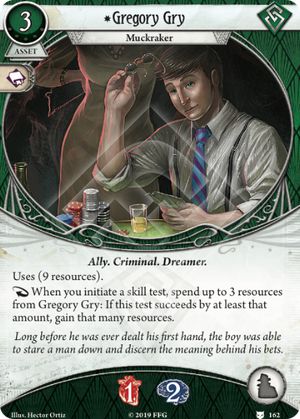 3
Gregory Gry
Muckraker
ASSET
Ally. Criminal. Dreamer.
Uses (9 resources).
When you initiate a skill test, spend up to 3 resources
from Gregory Gry: If this test succeeds by at least that
amount, gain that many resources.
Long before he was ever dealt his first hand, the boy was able
to stare a man down and discern the meaning behind his bets.
1
2
Illus. Hector Ortiz
© 2019 FFG
162